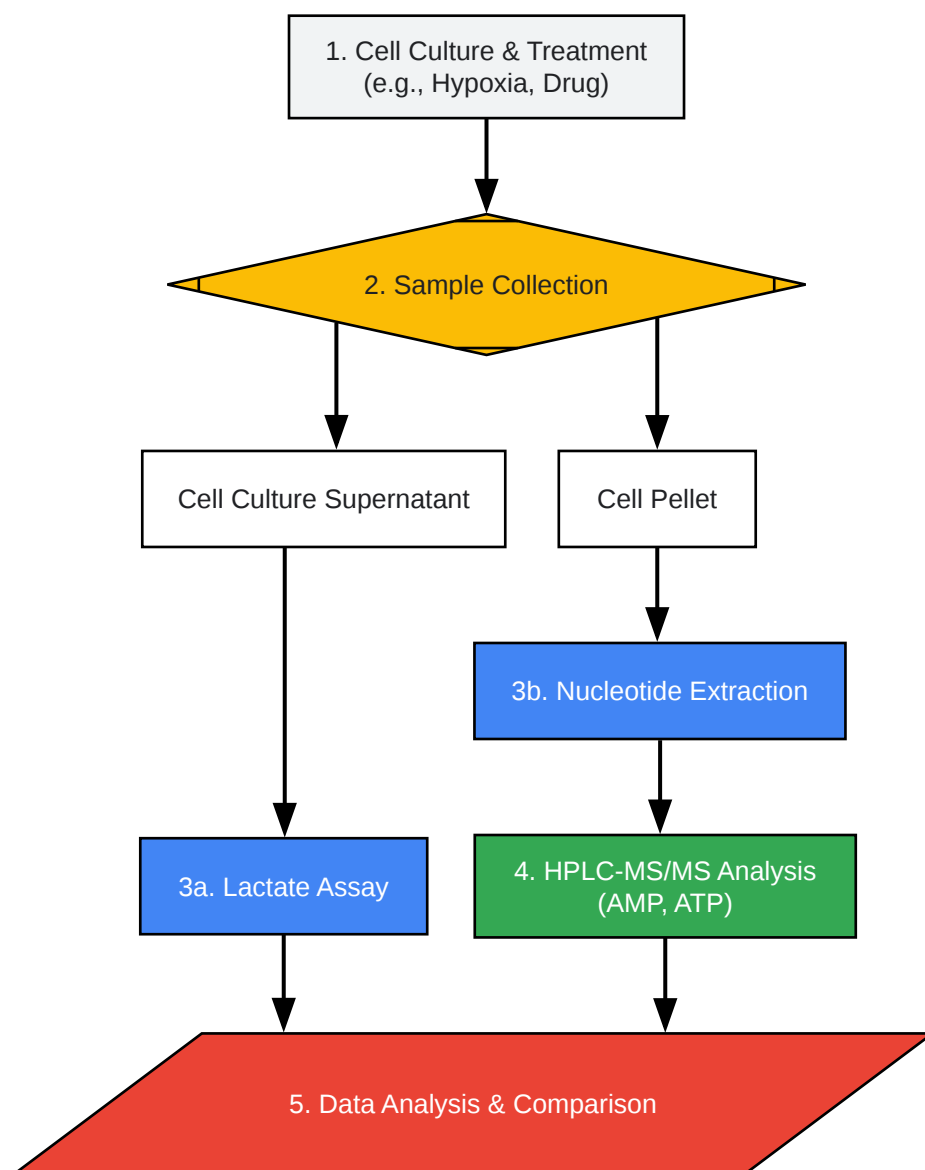 1. Cell Culture & Treatment
(e.g., Hypoxia, Drug)
2. Sample Collection
Cell Culture Supernatant
Cell Pellet
3b. Nucleotide Extraction
3a. Lactate Assay
4. HPLC-MS/MS Analysis
(AMP, ATP)
5. Data Analysis & Comparison